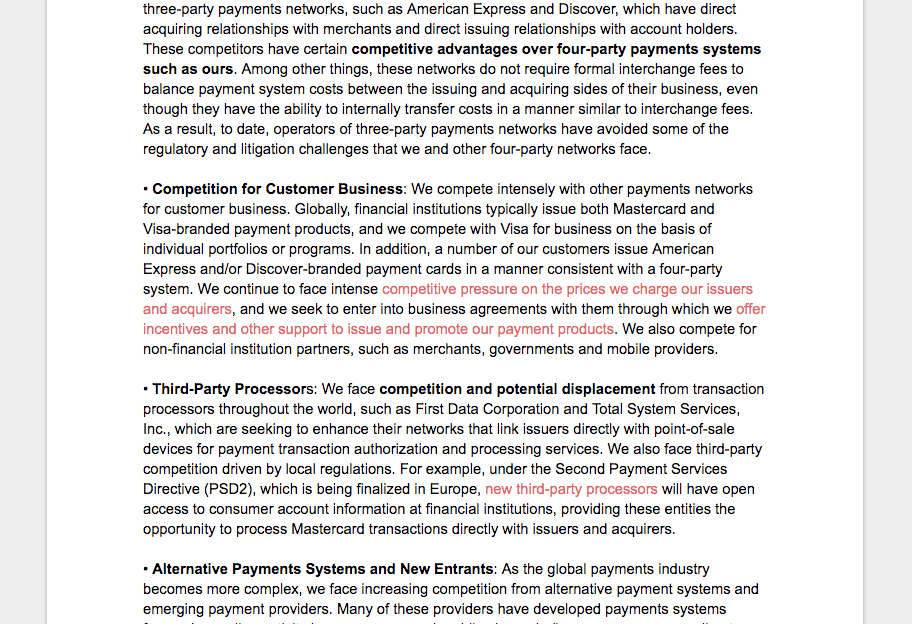 three-party payments networks, such as American Express and Discover, which have direct
acquiring relationships with merchants and direct issuing relationships with account holders.
These competitors have certain competitive advantages over four-party payments systems
such as ours. Among other things, these networks do not require formal interchange fees to
balance payment system costs between the issuing and acquiring sides of their business, even
though they have the ability to internally transfer costs in a manner similar to interchange fees.
As a result, to date, operators of three-party payments networks have avoided some of the
regulatory and litigation challenges that we and other four-party networks face.
• Competition for Customer Business: We compete intensely with other payments networks
for customer business. Globally, financial institutions typically issue both Mastercard and
Visa-branded payment products, and we compete with Visa for business on the basis of
individual portfolios or programs. In addition, a number of our customers issue American
Express and/or Discover-branded payment cards in a manner consistent with a four-party
system. We continue to face intense competitive pressure on the prices we charge our issuers
and acquirers, and we seek to enter into business agreements with them through which we offer
incentives and other support to issue and promote our payment products. We also compete for
non-financial institution partners, such as merchants, governments and mobile providers.
• Third-Party Processors: We face competition and potential displacement from transaction
processors throughout the world, such as First Data Corporation and Total System Services,
Inc., which are seeking to enhance their networks that link issuers directly with point-of-sale
devices for payment transaction authorization and processing services. We also face third-party
competition driven by local regulations. For example, under the Second Payment Services
Directive (PSD2), which is being finalized in Europe, new third-party processors will have open
access to consumer account information at financial institutions, providing these entities the
opportunity to process Mastercard transactions directly with issuers and acquirers.
• Alternative Payments Systems and New Entrants: As the global payments industry
becomes more complex, we face increasing competition from alternative payment systems and
emerging payment providers. Many of these providers have developed payments systems